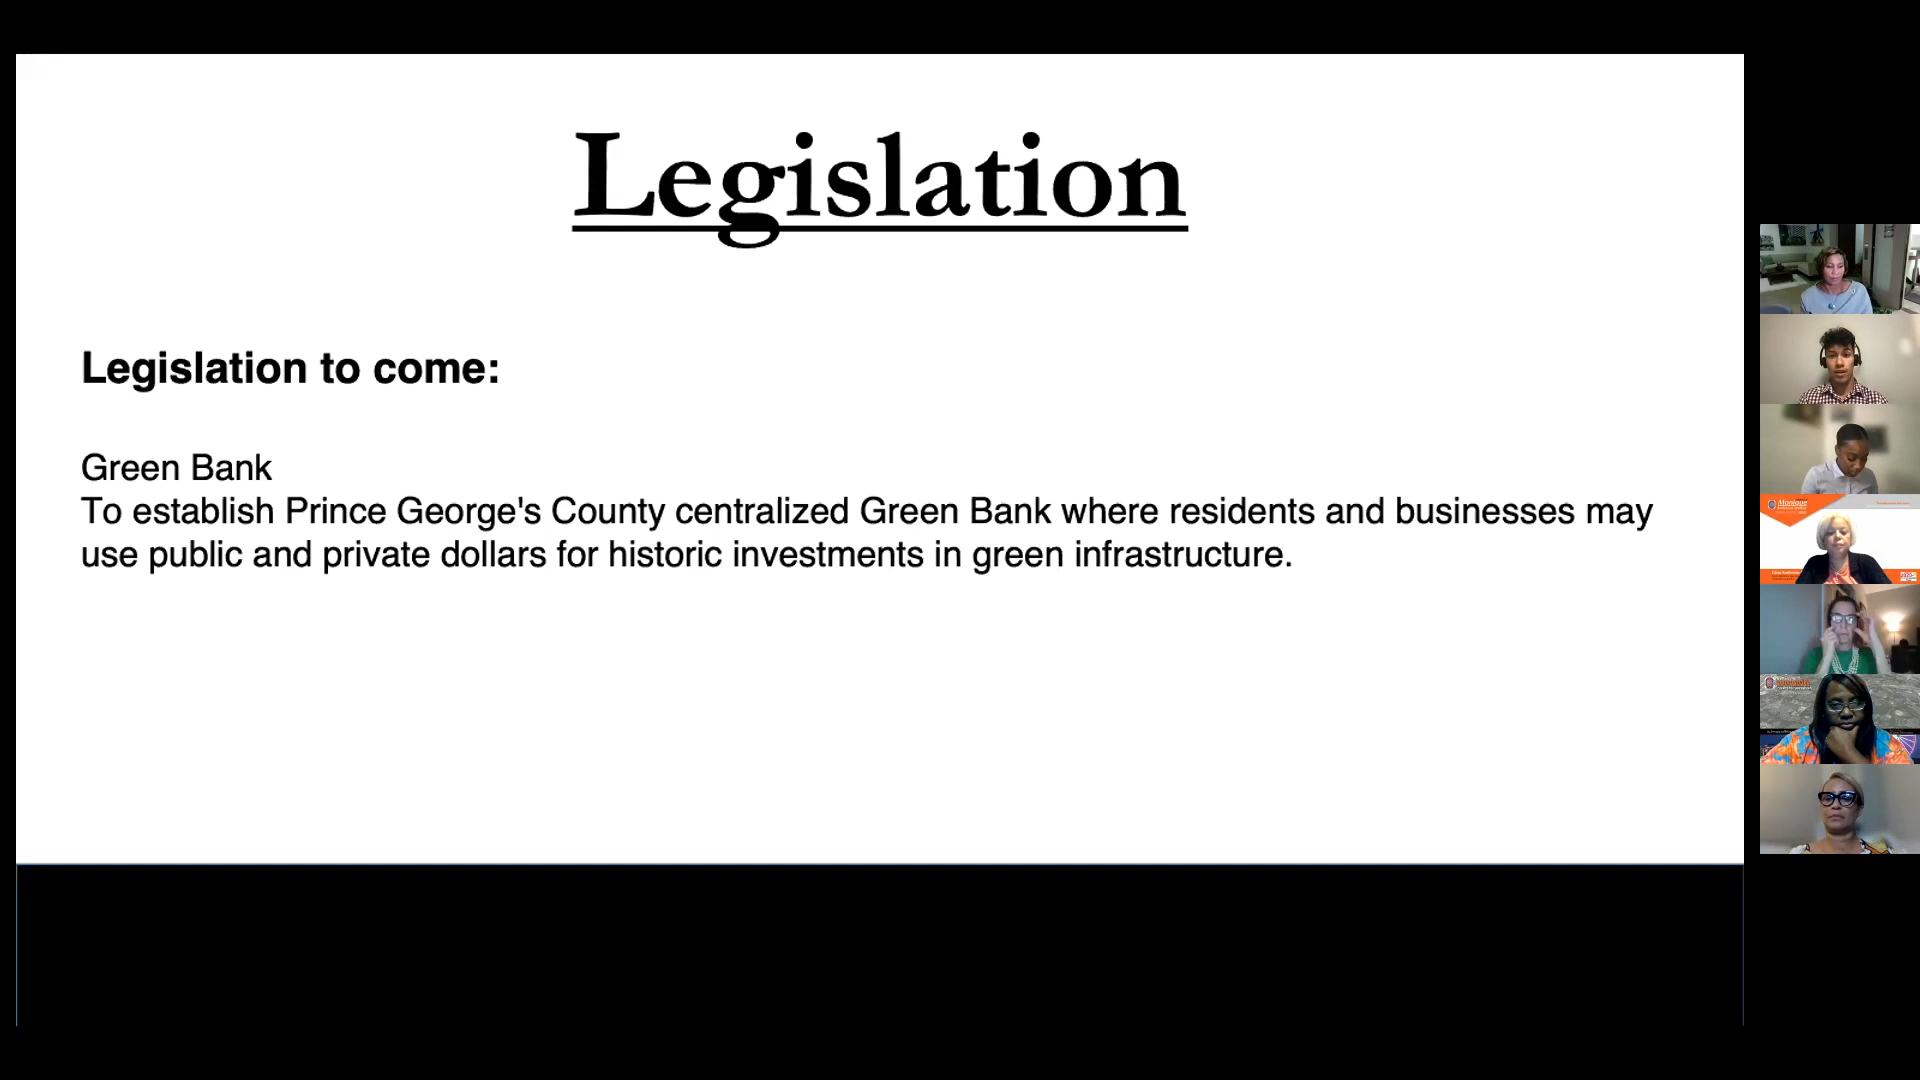 Legislation
Legislation to come:
Green Bank
To establish Prince George's County centralized Green Bank where residents and businesses may
use public and private dollars for historic investments in green infrastructure.
Monique